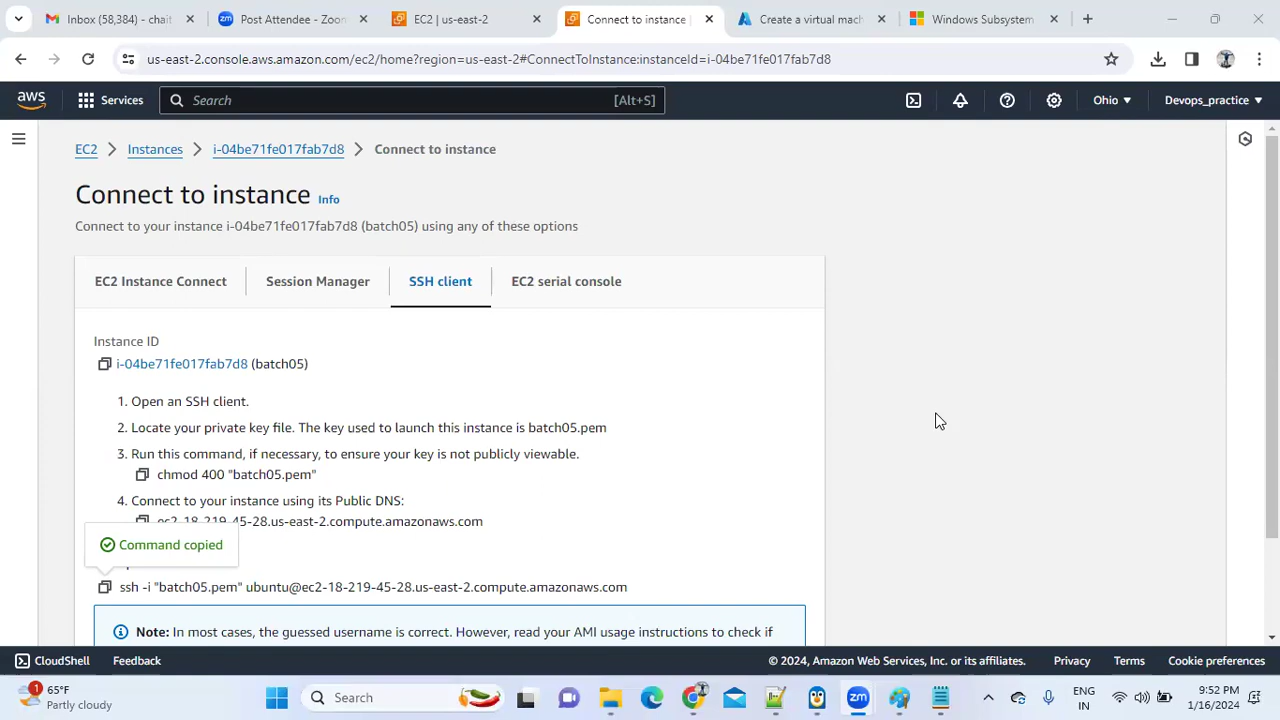 Inbox (58,384) - chait
Post Attendee - Zoon
EC2 | us-east-2
Connect to instance |
Create a virtual mach
Windows Subsystem
us-east-2.console.aws.amazon.com/ec2/home?region=us-east-2#ConnectToInstance:instanceId=i-04be71fe017fab7d8
aws
Services
Search
[Alt+S]
Ohio
Devops_practice
EC2
Instances
i-04be71fe017fab7d8
Connect to instance
Connect to instance Info
Connect to your instance i-04be71fe017fab7d8 (batch05) using any of these options
EC2 Instance Connect
Session Manager
SSH client
EC2 serial console
Instance ID
i-04be71fe017fab7d8 (batch05)
1. Open an SSH client.
2. Locate your private key file. The key used to launch this instance is batch05.pem
3. Run this command, if necessary, to ensure your key is not publicly viewable.
chmod 400 "batch05.pem"
4. Connect to your instance using its Public DNS:
ec2-18-219-45-28.us-east-2.compute.amazonaws.com
Command copied
ssh -i "batch05.pem" ubuntu@ec2-18-219-45-28.us-east-2.compute.amazonaws.com
Note: In most cases, the guessed username is correct. However, read your AMI usage instructions to check if
CloudShell
Feedback
© 2024, Amazon Web Services, Inc. or its affiliates.
Privacy
Terms
Cookie preferences
1
65°F
Partly cloudy
Search
ENG
IN
9:52 PM
1/16/2024